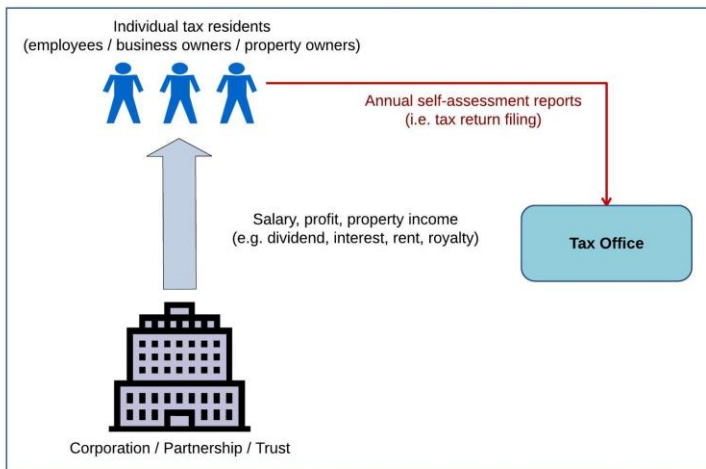 Individual tax residents
(employees / business owners / property owners)
Annual self-assessment reports
(i.e. tax return filing)
Salary, profit, property income
(e.g. dividend, interest, rent, royalty)
Tax Office
Corporation / Partnership / Trust